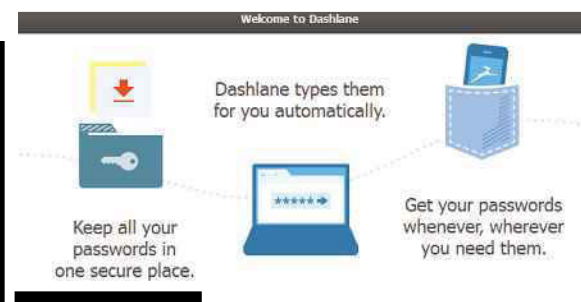 Welcome to Dashlane
Dashlane types them
for you automatically.
*****
Keep all your
passwords in
one secure place.
Get your passwords
whenever, wherever
you need them.